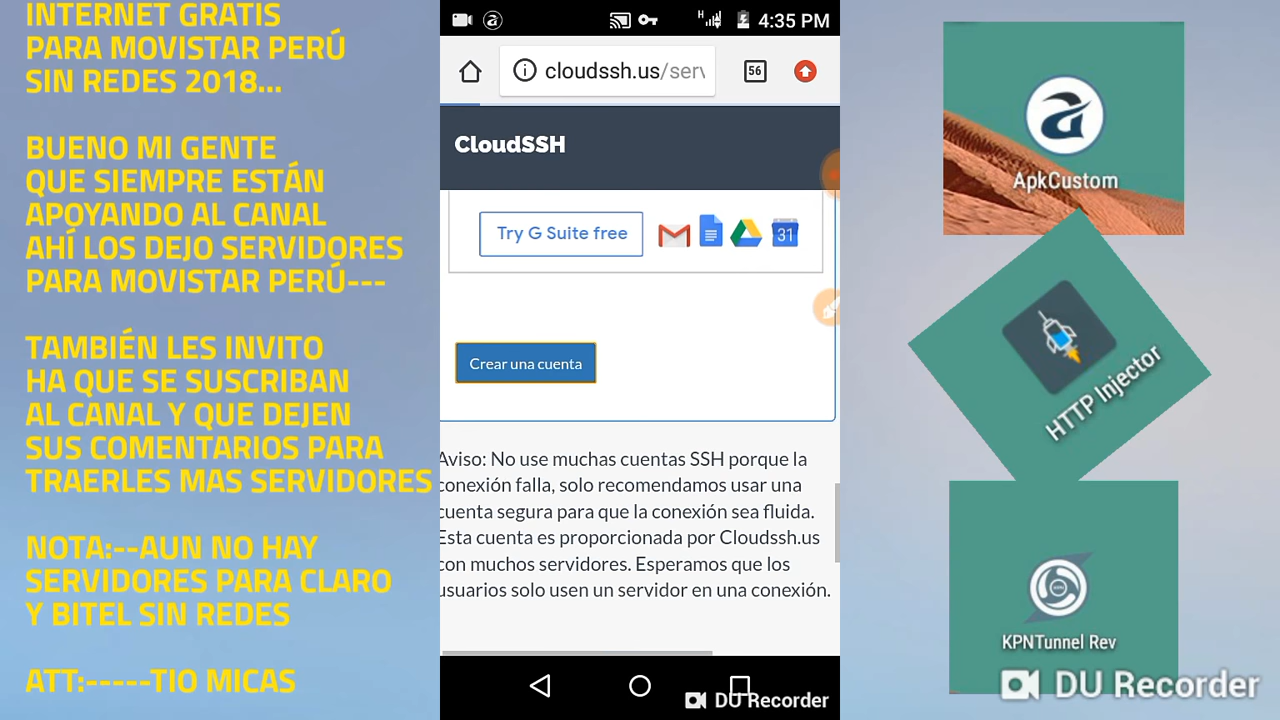 INTERNET GRATIS
PARA MOVISTAR PERÚ
SIN REDES 2018...
BUENO MI GENTE
QUE SIEMPRE ESTÁN
APOYANDO AL CANAL
AHÍ LOS DEJO SERVIDORES
PARA MOVISTAR PERÚ---
TAMBIÉN LES INVITO
HA QUE SE SUSCRIBAN
AL CANAL Y QUE DEJEN
SUS COMENTARIOS PARA
TRAERLES MAS SERVIDORES
NOTA:--AUN NO HAY
SERVIDORES PARA CLARO
Y BITEL SIN REDES
ATT:-----TIO MICAS
H 4:35 PM
cloudssh.us/serv
56
CloudSSH
Try G Suite free
31
Crear una cuenta
Aviso: No use muchas cuentas SSH porque la
conexión falla, solo recomendamos usar una
cuenta segura para que la conexión sea fluida.
Esta cuenta es proporcionada por Cloudssh.us
con muchos servidores. Esperamos que los
usuarios solo usen un servidor en una conexión.
DU Recorder
ApkCustom
HTTP Injector
KPNTunnel Rev
DU Recorder